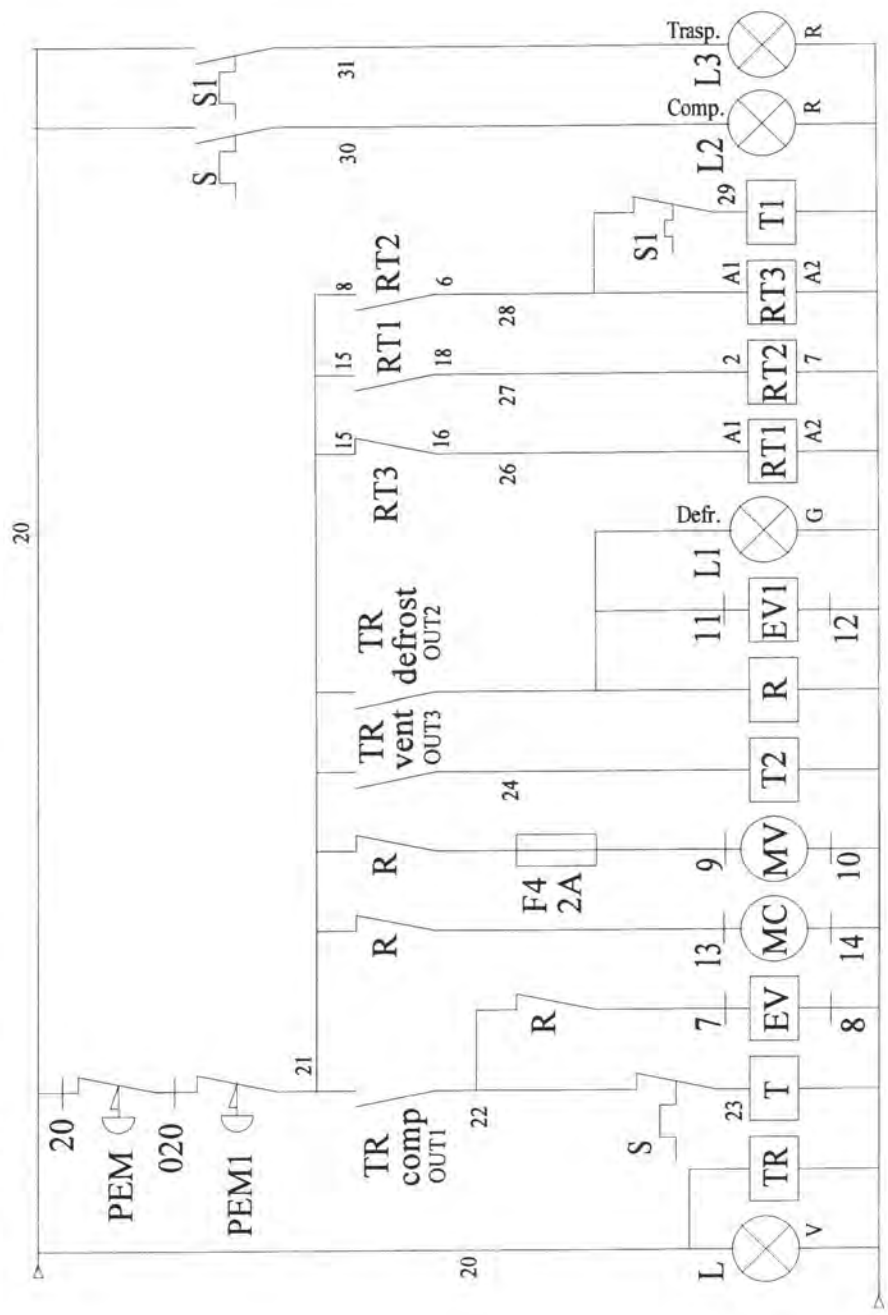 20
20
PEM
020
PEM1
21
S
S1
30
31
TR
comp
OUT1
22
R
R
R
F4
2A
TR
vent
OUT3
24
TR
defrost
OUT2
RT3
15
16
26
RT1
15
18
27
RT2
8
6
28
S
23
S1
29
20
L
V
TR
T
7
EV
8
13
MC
14
9
MV
10
T2
R
11
EV1
12
Defr.
L1
G
A1
RT1
A2
2
RT2
7
A1
RT3
A2
T1
Comp.
L2
R
Trasp.
L3
R